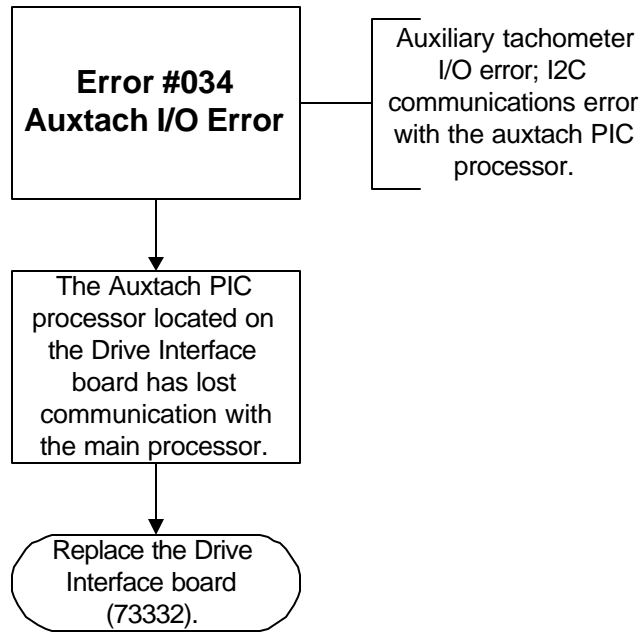 Error #034
Auxtach I/O Error
Auxiliary tachometer
I/O error; I2C
communications error
with the auxtach PIC
processor.
The Auxtach PIC
processor located on
the Drive Interface
board has lost
communication with
the main processor.
Replace the Drive
Interface board
(73332).